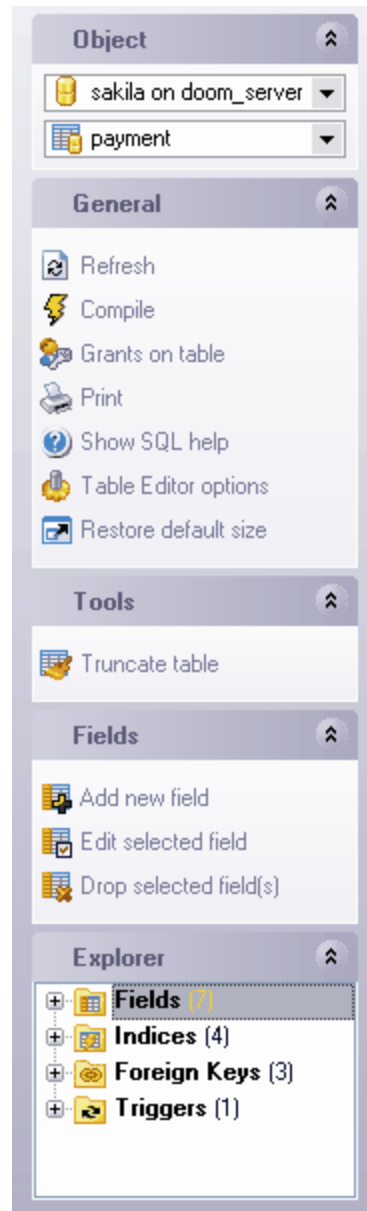 Object
sakila on doom_server
payment
General
Refresh
Compile
Grants on table
Print
Show SQL help
Table Editor options
Restore default size
Tools
Truncate table
Fields
Add new field
Edit selected field
Drop selected field(s)
Explorer
Fields (7)
Indices (4)
Foreign Keys (3)
Triggers (1)